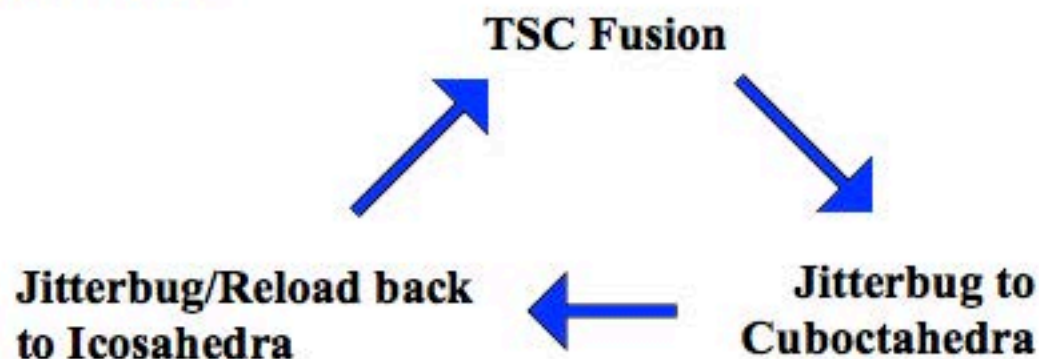 TSC Fusion
Jitterbug to
Cuboctahedra
Jitterbug/Reload back
to Icosahedra